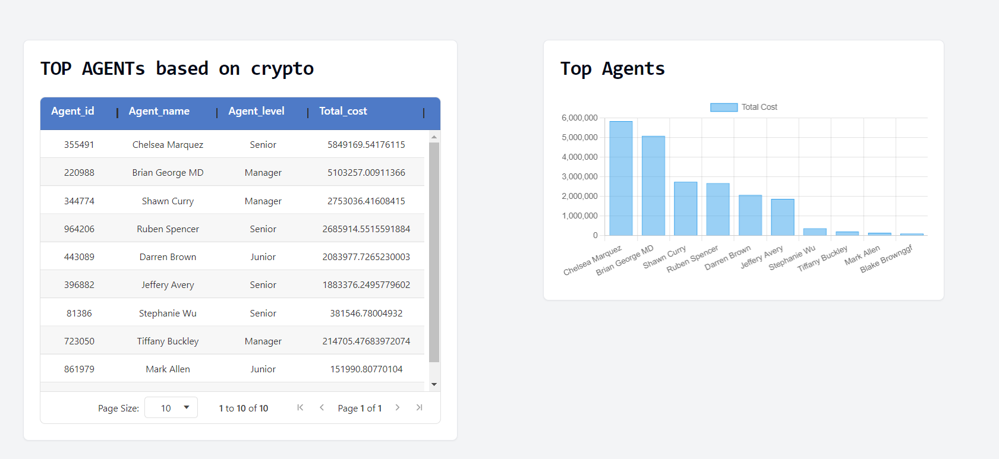 TOP AGENTs based on crypto
Agent_id Agent_name Agent_level Total_cost
355491 Chelsea Marquez Senior 5849169.54176115
220988 Brian George MD Manager 5103257.00911366
344774 Shawn Curry Manager 2753036.41608415
964206 Ruben Spencer Senior 2685914.5515591884
443089 Darren Brown Junior 2083977.7265230003
396882 Jeffery Avery Senior 1883376.2495779602
81386 Stephanie Wu Senior 381546.78004932
723050 Tiffany Buckley Manager 214705.47683972074
861979 Mark Allen Junior 151990.80770104
Page Size: 10 1 to 10 of 10 Page 1 of 1
Top Agents
Total Cost
6,000,000
5,000,000
4,000,000
3,000,000
2,000,000
1,000,000
0
Chelsea Marquez
Brian George MD
Shawn Curry
Ruben Spencer
Darren Brown
Jeffery Avery
Stephanie Wu
Tiffany Buckley
Mark Allen
Blake Brownggf